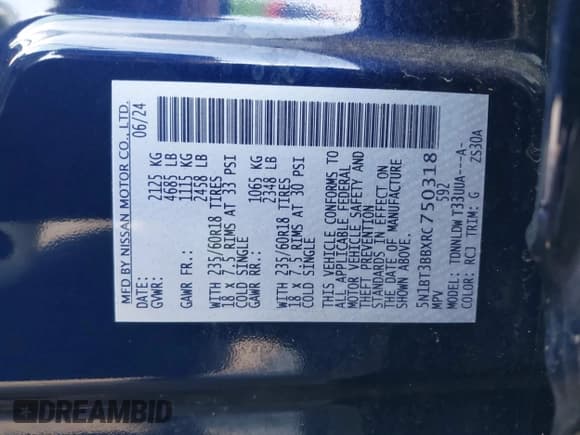 MFD BY NISSAN MOTOR CO., LTD.
06/24
GVWR: 2125 KG
4685 LB
GAWR FR.: 1115 KG
2458 LB
WITH 235/60R18 TIRES
18 x 7.5 RIMS AT 33 PSI
COLD SINGLE
GAWR RR.: 1065 KG
2348 LB
WITH 235/60R18 TIRES
18 x 7.5 RIMS AT 30 PSI
COLD SINGLE
THIS VEHICLE CONFORMS TO
ALL APPLICABLE FEDERAL
MOTOR VEHICLE SAFETY AND
THEFT PREVENTION
STANDARDS IN EFFECT ON
THE DATE OF MANUFACTURE
SHOWN ABOVE.
5N1BT3BBXRC750318
MPV 592
MODEL: TDNNLDW T33UUA---A-
COLOR: RCJ TRIM: G ZS30A
DREAMBID